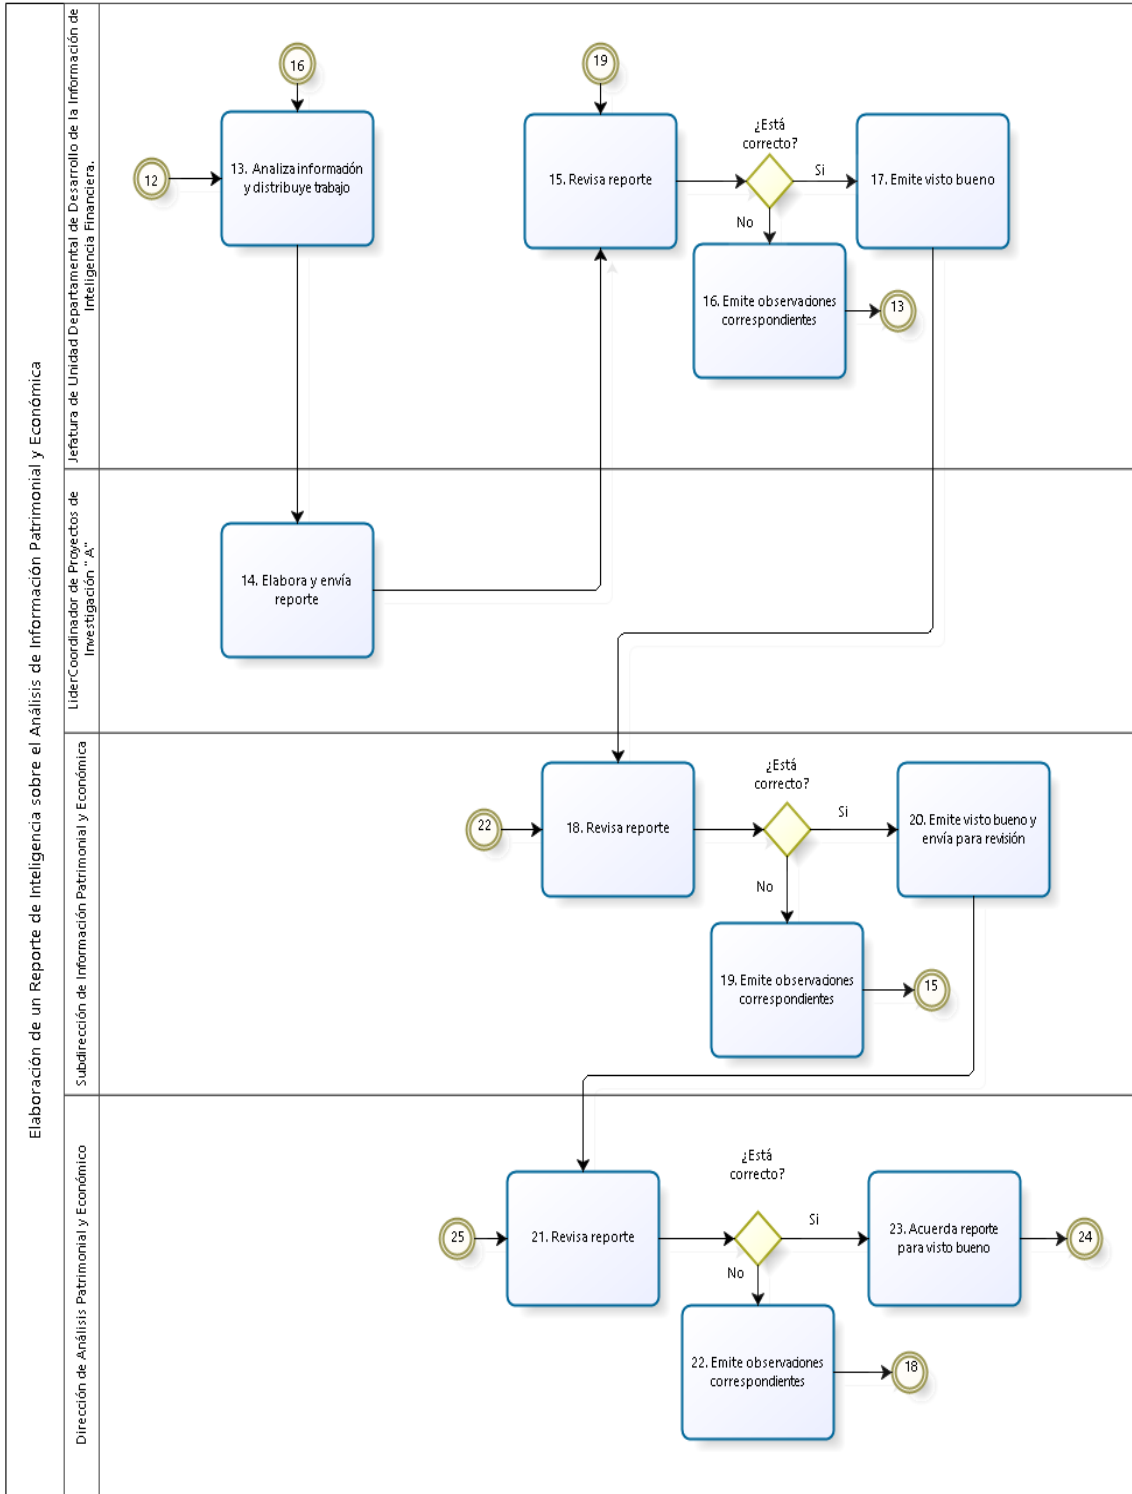 Elaboración de un Reporte de Inteligencia sobre el Análisis de Información Patrimonial y Económica
Jefatura de Unidad Departamental de Desarrollo de la Información de
Inteligencia Financiera.
16
12
13. Analiza información
y distribuye trabajo
19
15. Revisa reporte
¿Está
correcto?
Si
No
17. Emite visto bueno
16. Emite observaciones
correspondientes
13
Lider Coordinador de Proyectos de
Investigación " A"
14. Elabora y envía
reporte
Subdirección de Información Patrimonial y Económica
22
18. Revisa reporte
¿Está
correcto?
Si
No
20. Emite visto bueno y
envía para revisión
19. Emite observaciones
correspondientes
15
Dirección de Análisis Patrimonial y Económico
25
21. Revisa reporte
¿Está
correcto?
Si
No
23. Acuerda reporte
para visto bueno
24
22. Emite observaciones
correspondientes
18